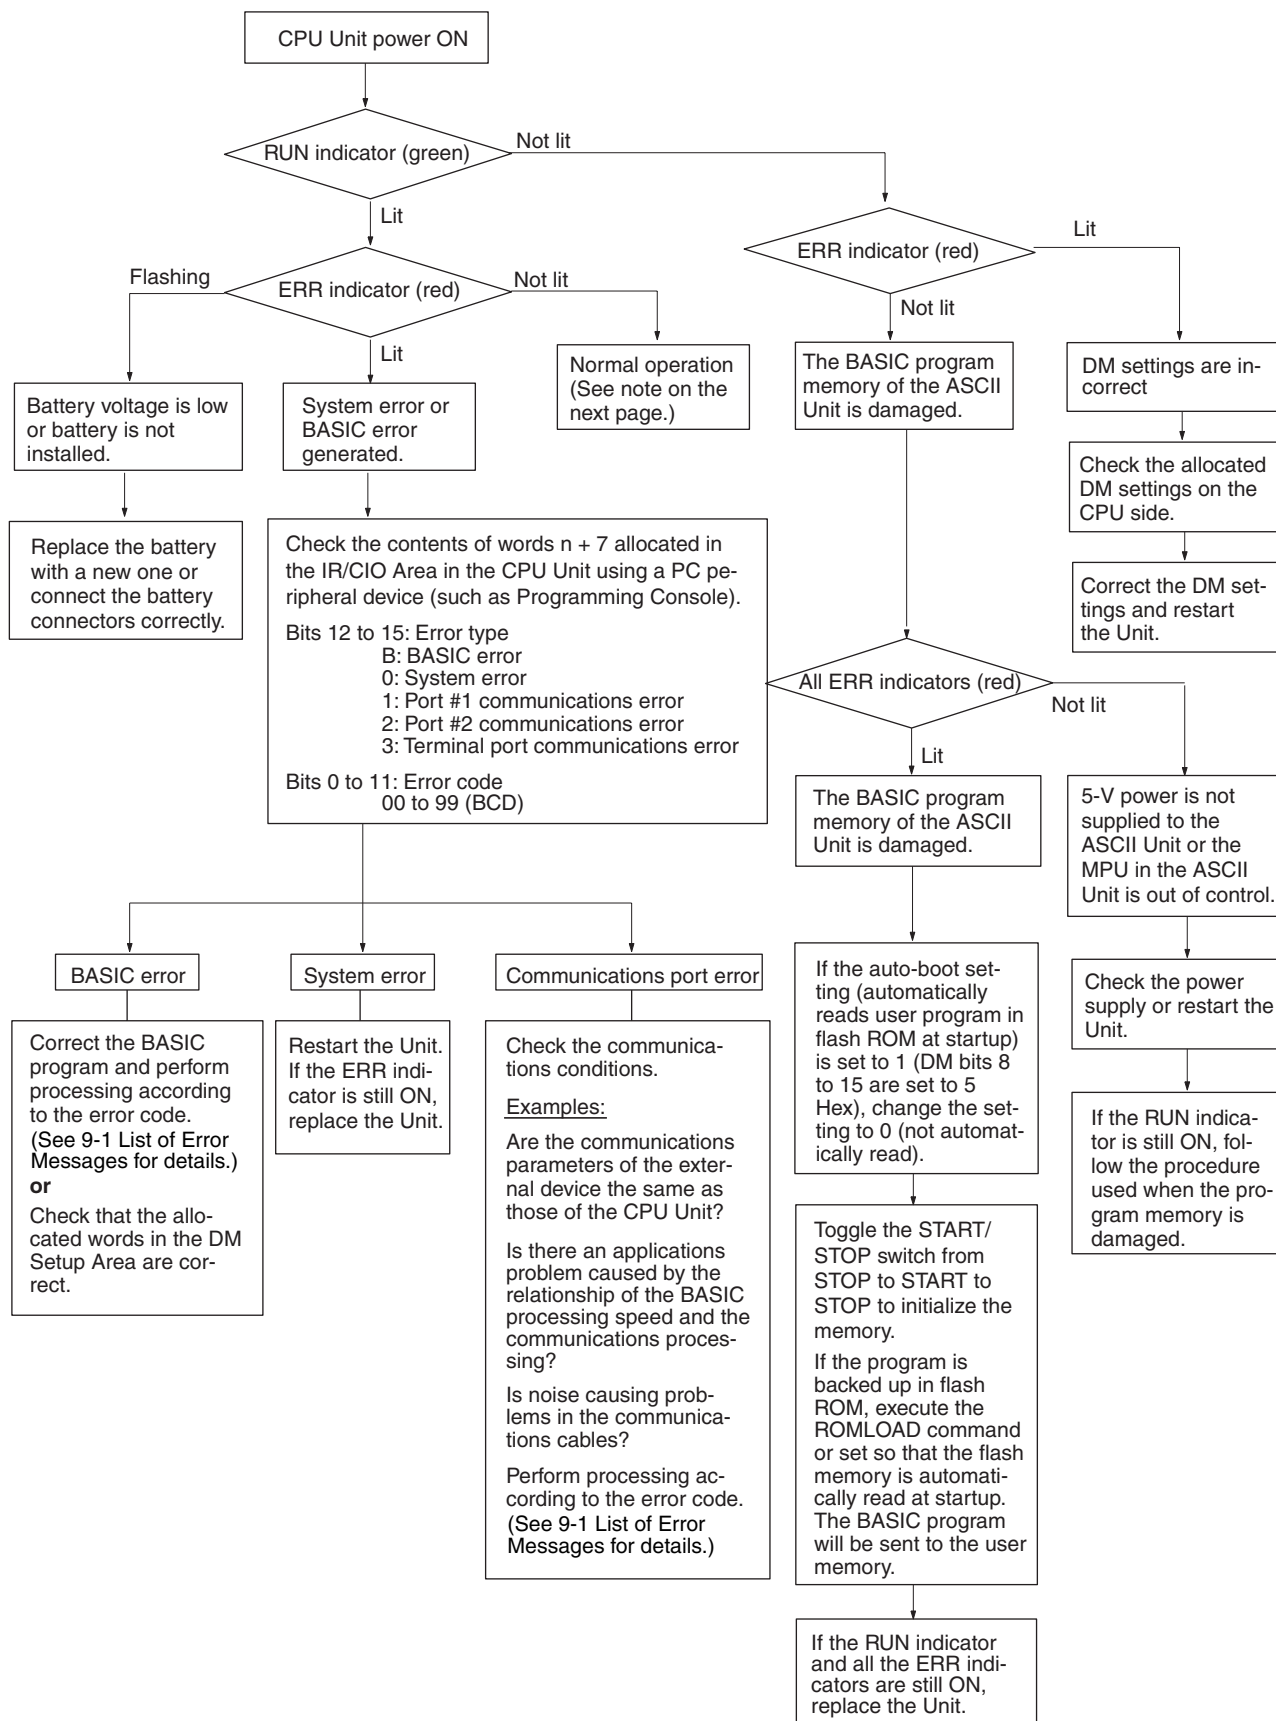 CPU Unit power ON
RUN indicator (green)
Not lit
Lit
ERR indicator (red)
Flashing
Not lit
Lit
Battery voltage is low
or battery is not
installed.
Replace the battery
with a new one or
connect the battery
connectors correctly.
System error or
BASIC error
generated.
Normal operation
(See note on the
next page.)
Check the contents of words n + 7 allocated in
the IR/CIO Area in the CPU Unit using a PC pe-
ripheral device (such as Programming Console).
Bits 12 to 15: Error type
B: BASIC error
0: System error
1: Port #1 communications error
2: Port #2 communications error
3: Terminal port communications error
Bits 0 to 11: Error code
00 to 99 (BCD)
BASIC error
Correct the BASIC
program and perform
processing according
to the error code.
(See 9-1 List of Error
Messages for details.)
or
Check that the allo-
cated words in the DM
Setup Area are cor-
rect.
System error
Restart the Unit.
If the ERR indi-
cator is still ON,
replace the Unit.
Communications port error
Check the communica-
tions conditions.
Examples:
Are the communications
parameters of the exter-
nal device the same as
those of the CPU Unit?
Is there an applications
problem caused by the
relationship of the BASIC
processing speed and the
communications proces-
sing?
Is noise causing prob-
lems in the communica-
tions cables?
Perform processing ac-
cording to the error code.
(See 9-1 List of Error
Messages for details.)
ERR indicator (red)
Lit
Not lit
The BASIC program
memory of the ASCII
Unit is damaged.
DM settings are in-
correct
Check the allocated
DM settings on the
CPU side.
Correct the DM set-
tings and restart
the Unit.
All ERR indicators (red)
Not lit
Lit
The BASIC program
memory of the ASCII
Unit is damaged.
If the auto-boot set-
ting (automatically
reads user program in
flash ROM at startup)
is set to 1 (DM bits 8
to 15 are set to 5
Hex), change the set-
ting to 0 (not automat-
ically read).
Toggle the START/
STOP switch from
STOP to START to
STOP to initialize the
memory.
If the program is
backed up in flash
ROM, execute the
ROMLOAD command
or set so that the flash
memory is automati-
cally read at startup.
The BASIC program
will be sent to the user
memory.
If the RUN indicator
and all the ERR indi-
cators are still ON,
replace the Unit.
5-V power is not
supplied to the
ASCII Unit or the
MPU in the ASCII
Unit is out of control.
Check the power
supply or restart the
Unit.
If the RUN indica-
tor is still ON, fol-
low the procedure
used when the pro-
gram memory is
damaged.